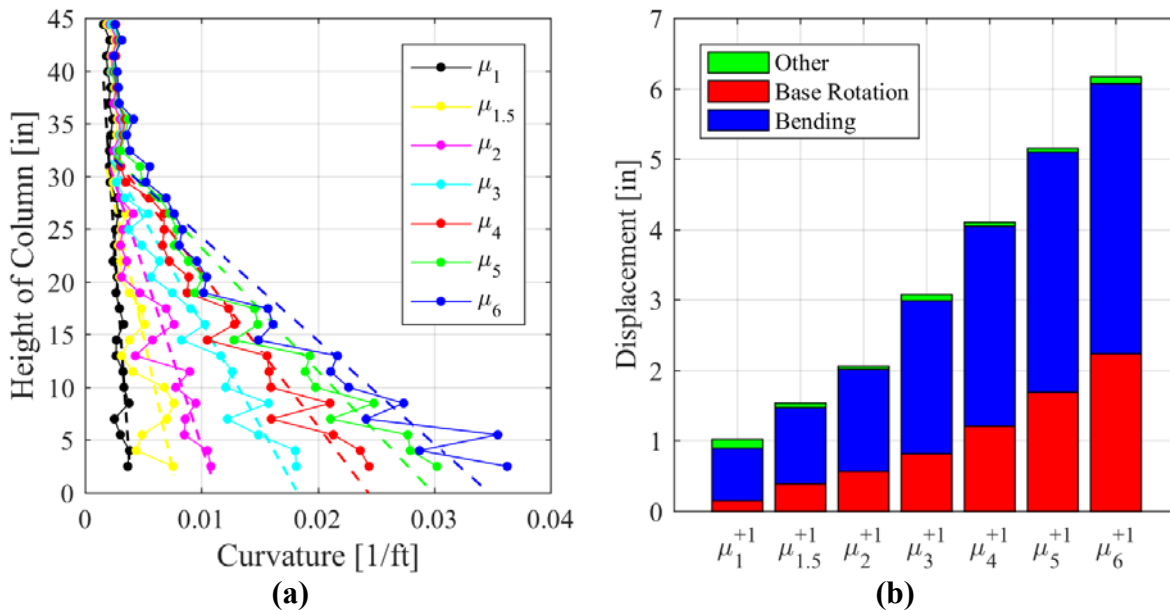 45
40
35
30
25
20
15
10
5
0
Height of Column [in]
0
0.01
0.02
0.03
0.04
Curvature [1/ft]
μ1
μ1.5
μ2
μ3
μ4
μ5
μ6
(a)
7
6
5
4
3
2
1
0
Displacement [in]
Other
Base Rotation
Bending
μ1+1
μ1.5+1
μ2+1
μ3+1
μ4+1
μ5+1
μ6+1
(b)